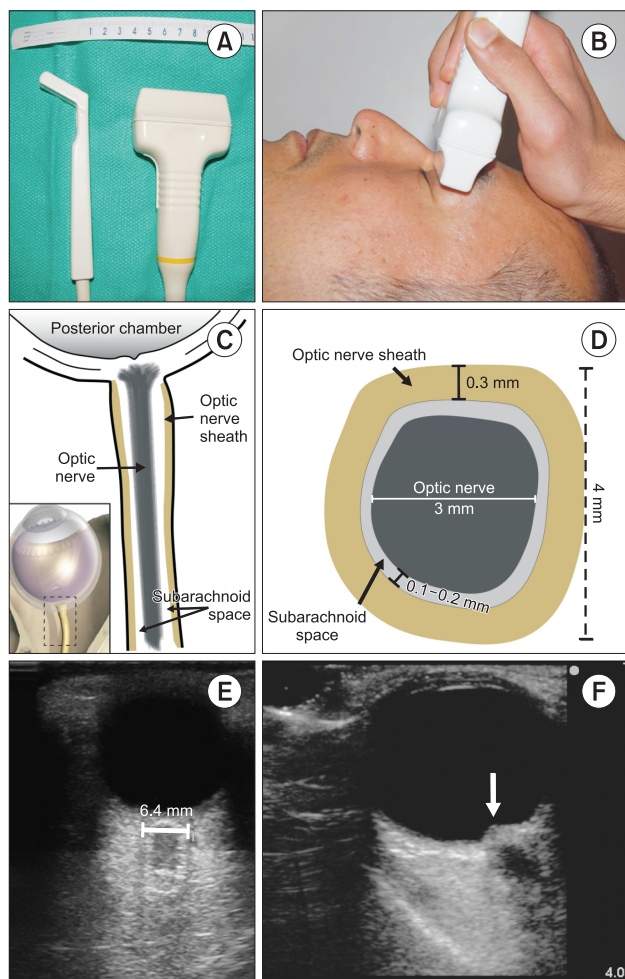 A
1 2 3 4 5 6 7 8
B
C
Posterior chamber
Optic
nerve
sheath
Optic
nerve
Subarachnoid
space
D
Optic nerve sheath
0.3 mm
Optic nerve
3 mm
4 mm
0.1–0.2 mm
Subarachnoid
space
E
6.4 mm
F
4.0